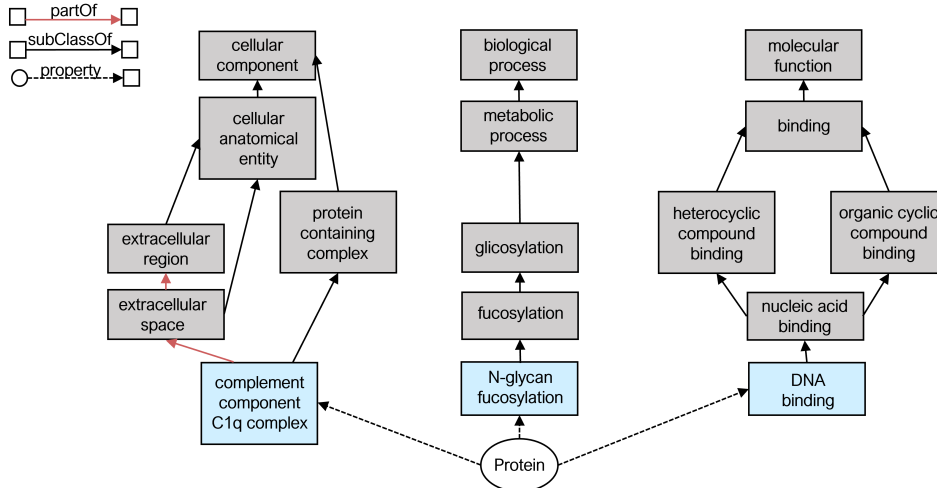 partOf
subClassOf
property
cellular
component
biological
process
molecular
function
cellular
anatomical
entity
metabolic
process
binding
extracellular
region
protein
containing
complex
glicosylation
heterocyclic
compound
binding
organic cyclic
compound
binding
extracellular
space
fucosylation
nucleic acid
binding
complement
component
C1q complex
N-glycan
fucosylation
DNA
binding
Protein